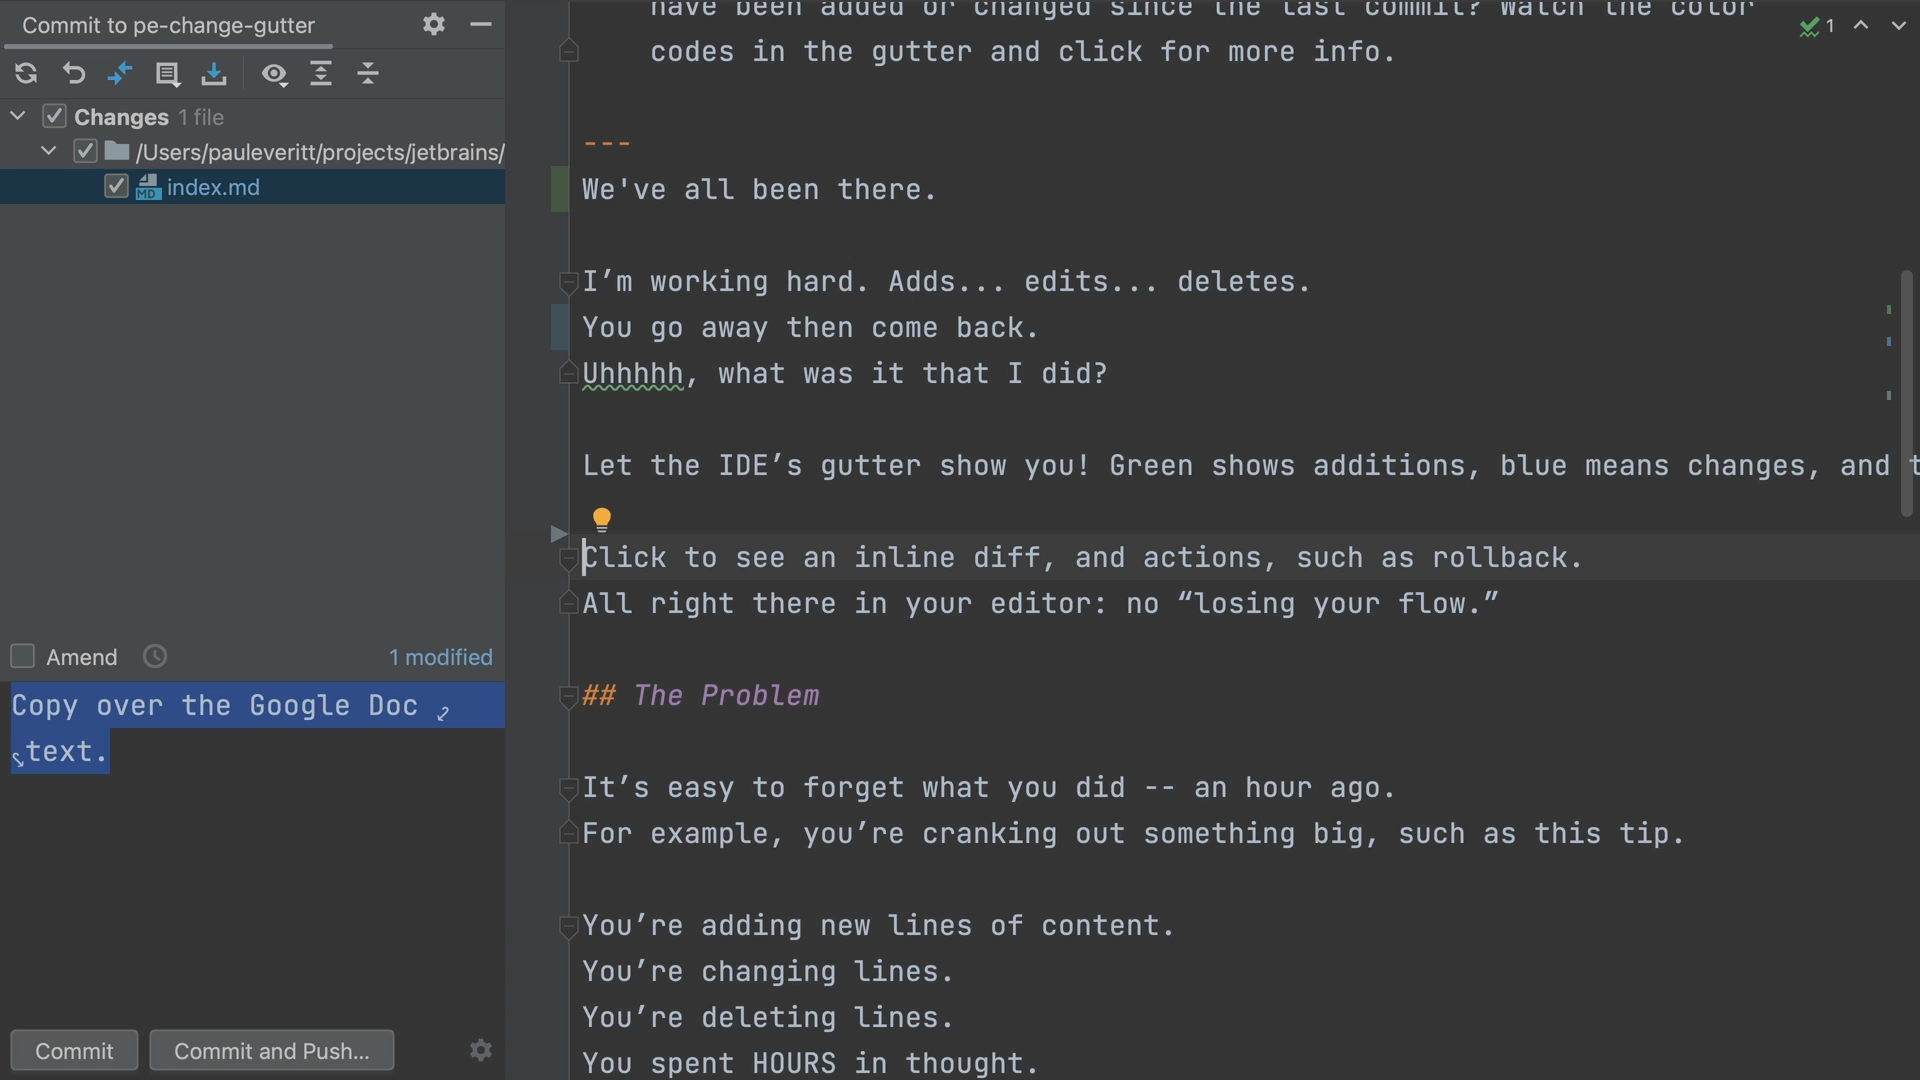 Commit to pe-change-gutter
Changes 1 file
/Users/pauleveritt/projects/jetbrains/
MD index.md
Amend
1 modified
Copy over the Google Doc
text.
Commit
Commit and Push...
have been added or changed since the last commit? Watch the color
codes in the gutter and click for more info.
1
---
We've all been there.
I’m working hard. Adds... edits... deletes.
You go away then come back.
Uhhhhh, what was it that I did?
Let the IDE’s gutter show you! Green shows additions, blue means changes, and
Click to see an inline diff, and actions, such as rollback.
All right there in your editor: no “losing your flow.”
## The Problem
It’s easy to forget what you did -- an hour ago.
For example, you’re cranking out something big, such as this tip.
You’re adding new lines of content.
You’re changing lines.
You’re deleting lines.
You spent HOURS in thought.